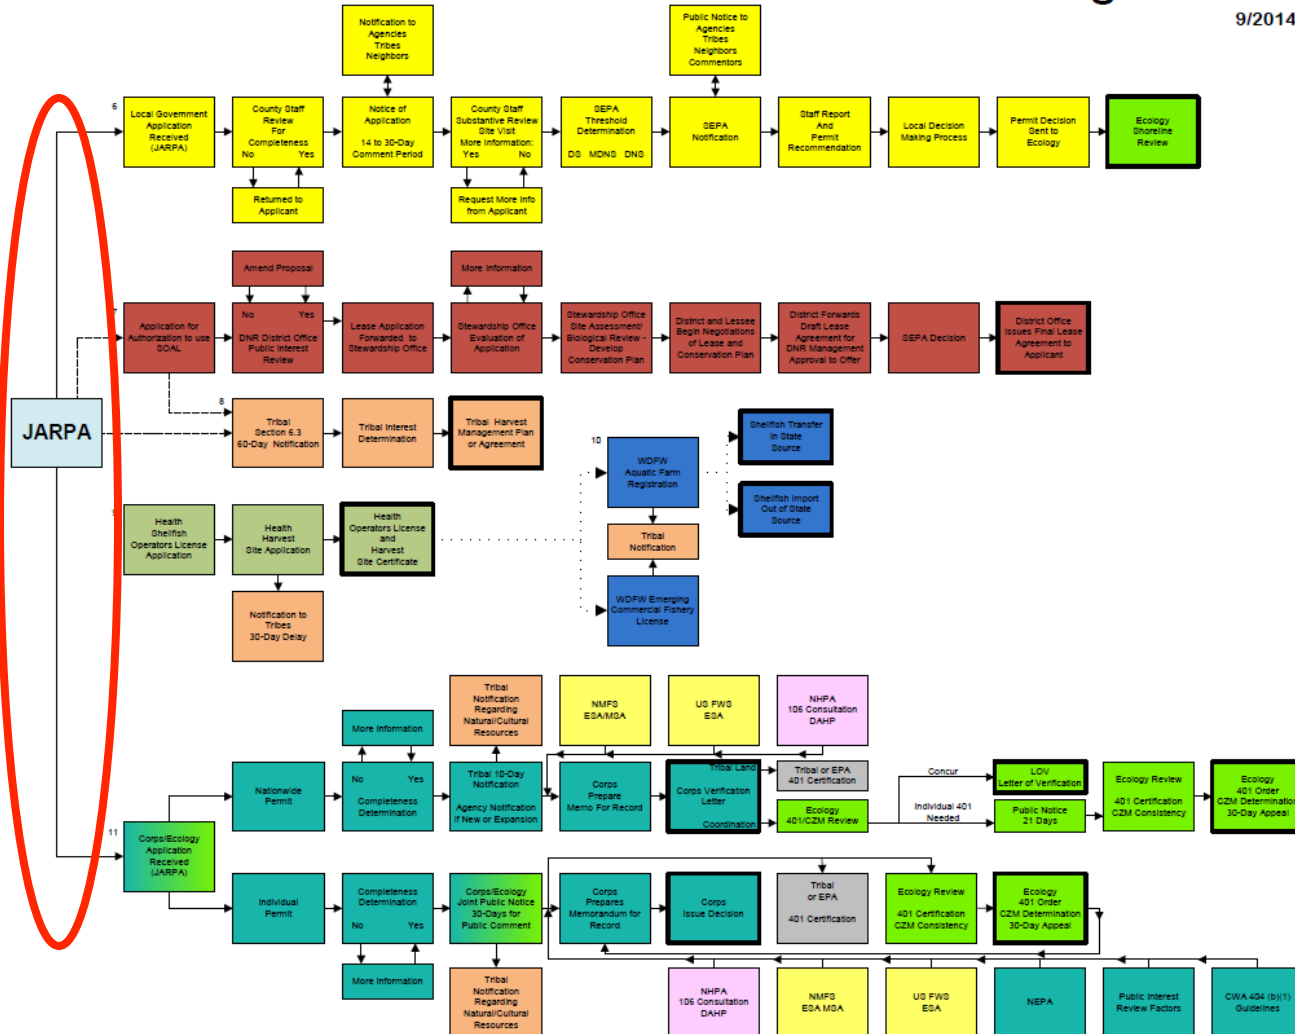 9/2014
Notification to
Agencies
Tribes
Neighbors
Public Notice to
Agencies
Tribes
Neighbors
Commentors
6
Local Government
Application
Received
(JARPA)
County Staff
Review
For
Completeness
No Yes
Notice of
Application
14 to 30-Day
Comment Period
County Staff
Substantive Review
Site Visit
More Information:
Yes No
SEPA
Threshold
Determination
DS MDNS DNS
SEPA
Notification
Staff Report
And
Permit
Recommendation
Local Decision
Making Process
Permit Decision
Sent to
Ecology
Ecology
Shoreline
Review
Returned to
Applicant
Request More Info
from Applicant
Amend Proposal
More Information
Application for
Authorization to use
SOAL
No Yes
DNR District Office
Public Interest
Review
Lease Application
Forwarded to
Stewardship Office
Stewardship Office
Evaluation of
Application
Stewardship Office
Site Assessment/
Biological Review -
Develop
Conservation Plan
District and Lessee
Begin Negotiations
of Lease and
Conservation Plan
District Forwards
Draft Lease
Agreement for
DNR Management
Approval to Offer
SEPA Decision
District Office
Issues Final Lease
Agreement to
Applicant
JARPA
8
Tribal
Section 6.3
60-Day Notification
Tribal Interest
Determination
Tribal Harvest
Management Plan
or Agreement
10
WDFW
Aquatic Farm
Registration
Shellfish Transfer
In State
Source
Shellfish Import
Out of State
Source
Health
Shellfish
Operators License
Application
Health
Harvest
Site Application
Health
Operators License
and
Harvest
Site Certificate
Tribal
Notification
WDFW Emerging
Commercial Fishery
License
Notification to
Tribes
30-Day Delay
Tribal
Notification
Regarding
Natural/Cultural
Resources
NMFS
ESA/MSA
US FWS
ESA
NHPA
106 Consultation
DAHP
More Information
Nationwide
Permit
No Yes
Completeness
Determination
Tribal 10-Day
Notification
Agency Notification
If New or Expansion
Corps
Prepare
Memo For Record
Tribal Land
Corps Verification
Letter
Coordination
Tribal or EPA
401 Certification
Ecology
401/CZM Review
Concur
Individual 401
Needed
LOV
Letter of Verification
Public Notice
21 Days
Ecology Review
401 Certification
CZM Consistency
Ecology
401 Order
CZM Determination
30-Day Appeal
11
Corps/Ecology
Application
Received
(JARPA)
Individual
Permit
Completeness
Determination
No Yes
Corps/Ecology
Joint Public Notice
30-Days for
Public Comment
Corps
Prepares
Memorandum for
Record
Corps
Issue Decision
Tribal
or EPA
401 Certification
Ecology Review
401 Certification
CZM Consistency
Ecology
401 Order
CZM Determination
30-Day Appeal
More Information
Tribal
Notification
Regarding
Natural/Cultural
Resources
NHPA
106 Consultation
DAHP
NMFS
ESA MSA
US FWS
ESA
NEPA
Public Interest
Review Factors
CWA 404 (b)(1)
Guidelines